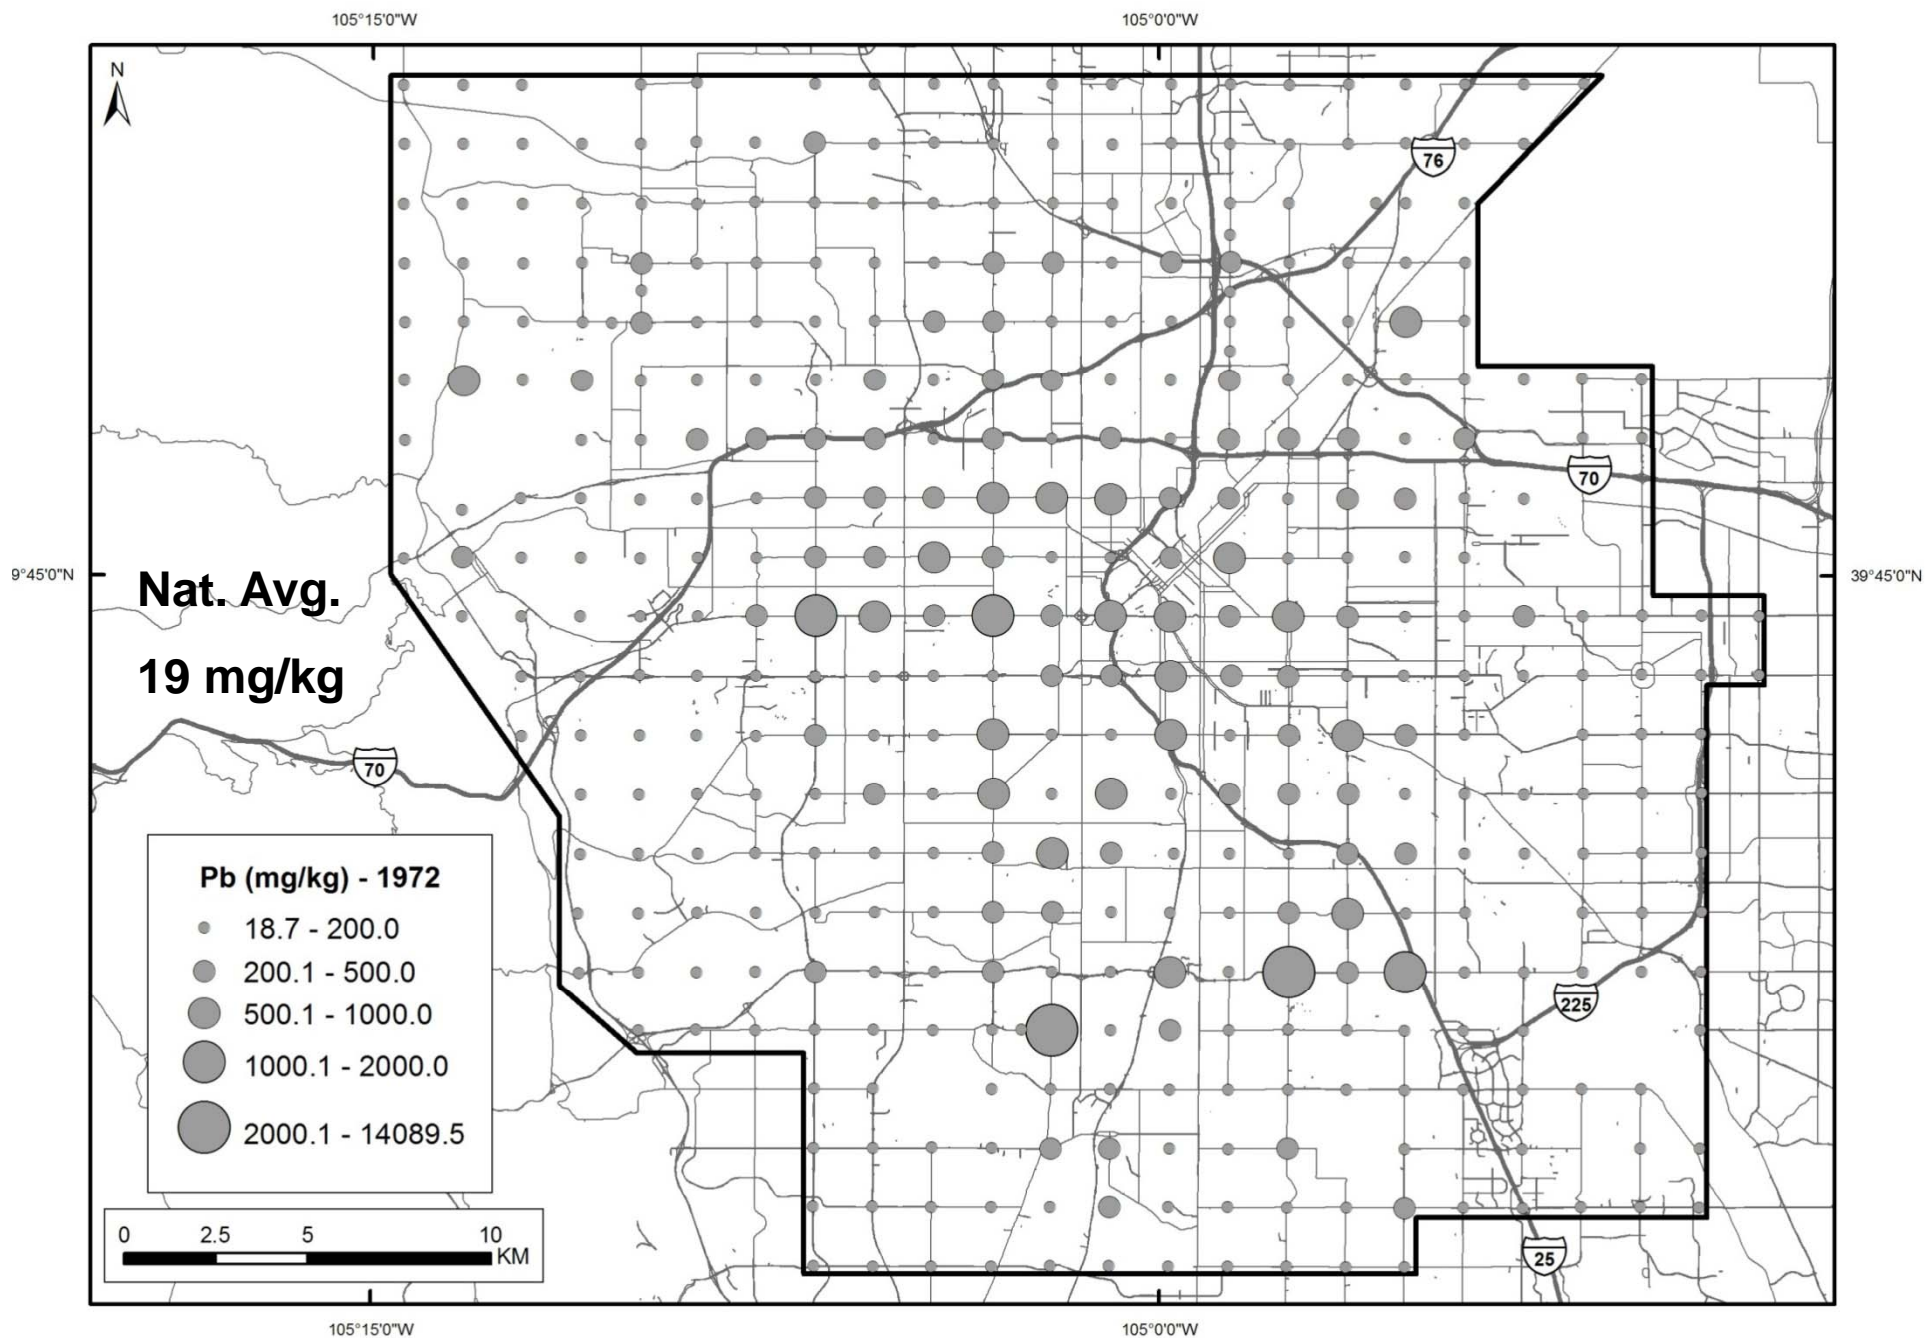 105°15'0"W
105°0'0"W
N
76
70
9°45'0"N
39°45'0"N
Nat. Avg.
19 mg/kg
70
Pb (mg/kg) - 1972
18.7 - 200.0
200.1 - 500.0
500.1 - 1000.0
1000.1 - 2000.0
2000.1 - 14089.5
225
0 2.5 5 10
KM
25
105°15'0"W
105°0'0"W